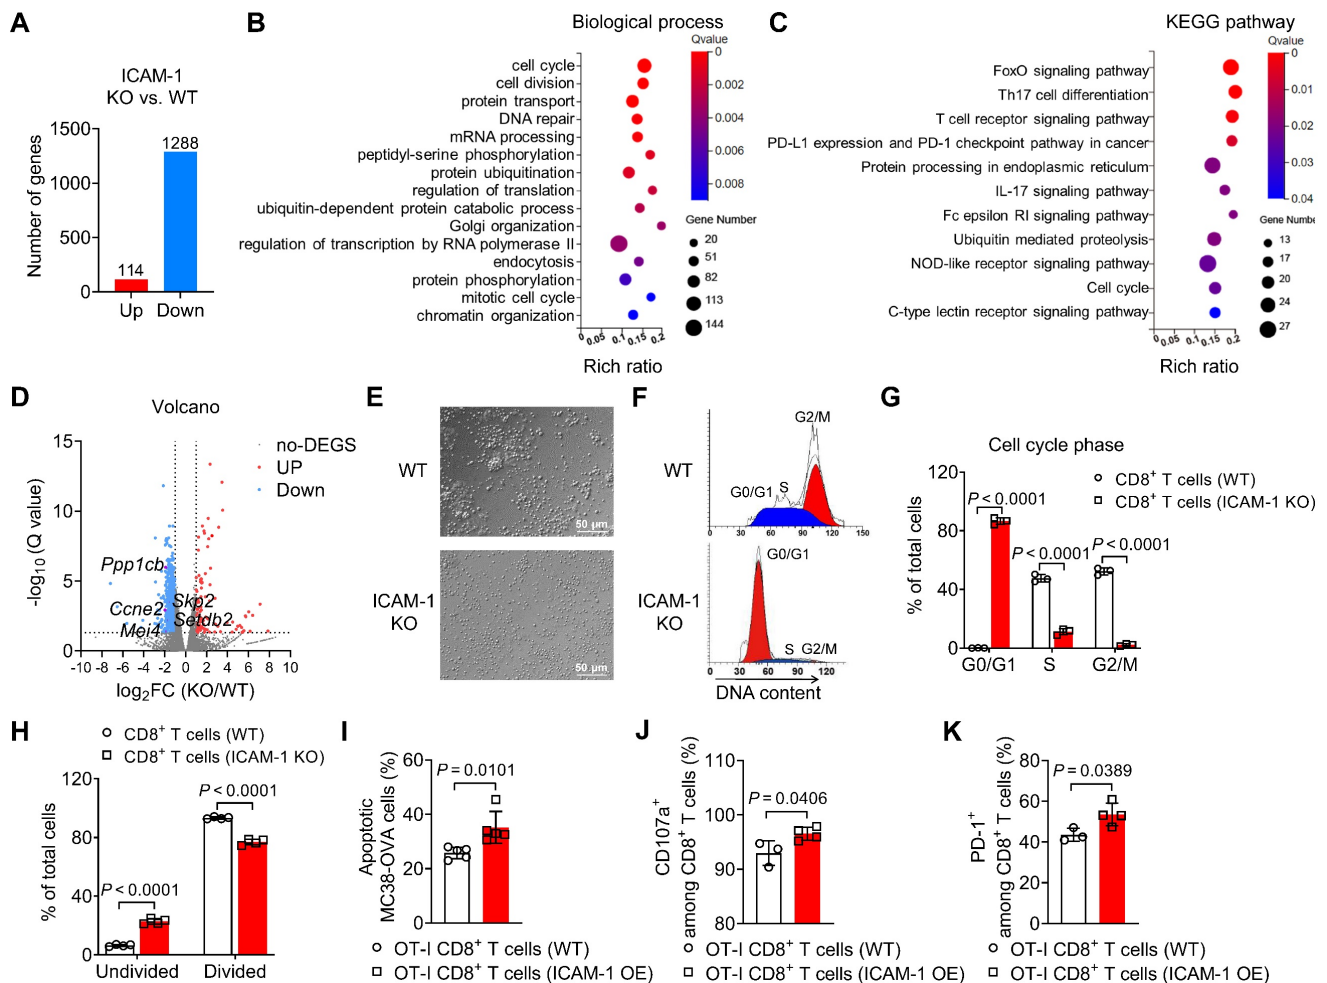 A
ICAM-1
KO vs. WT
Number of genes
1500
1000
500
0
114
1288
Up
Down
B
Biological process
cell cycle
cell division
protein transport
DNA repair
mRNA processing
peptidyl-serine phosphorylation
protein ubiquitination
regulation of translation
ubiquitin-dependent protein catabolic process
Golgi organization
regulation of transcription by RNA polymerase II
endocytosis
protein phosphorylation
mitotic cell cycle
chromatin organization
0 0.05 0.1 0.15 0.2
Rich ratio
Qvalue
0
0.002
0.004
0.006
0.008
Gene Number
20
51
82
113
144
C
KEGG pathway
FoxO signaling pathway
Th17 cell differentiation
T cell receptor signaling pathway
PD-L1 expression and PD-1 checkpoint pathway in cancer
Protein processing in endoplasmic reticulum
IL-17 signaling pathway
Fc epsilon RI signaling pathway
Ubiquitin mediated proteolysis
NOD-like receptor signaling pathway
Cell cycle
C-type lectin receptor signaling pathway
0 0.05 0.1 0.15 0.2
Rich ratio
Qvalue
0
0.01
0.02
0.03
0.04
Gene Numbe
13
17
20
24
27
D
Volcano
-log10 (Q value)
15
10
5
0
no-DEGS
UP
Down
Ppp1cb
Ccne2
Mei4
Skp2
Setdb2
-10 -8 -6 -4 -2 0 2 4 6 8 10
log2FC (KO/WT)
E
WT
50 µm
ICAM-1
KO
50 µm
F
WT
G0/G1
S
G2/M
0 30 60 90 120 150
ICAM-1
KO
G0/G1
S G2/M
0 30 60 90 120
DNA content
G
Cell cycle phase
CD8+ T cells (WT)
CD8+ T cells (ICAM-1 KO)
% of total cells
120
80
40
0
P < 0.0001
P < 0.0001
P < 0.0001
G0/G1
S
G2/M
H
CD8+ T cells (WT)
CD8+ T cells (ICAM-1 KO)
% of total cells
120
80
40
0
P < 0.0001
P < 0.0001
Undivided
Divided
I
Apoptotic
MC38-OVA cells (%)
60
40
20
0
P = 0.0101
OT-I CD8+ T cells (WT)
OT-I CD8+ T cells (ICAM-1 OE)
J
CD107a+
among CD8+ T cells (%)
110
100
90
80
P = 0.0406
OT-I CD8+ T cells (WT)
OT-I CD8+ T cells (ICAM-1 OE)
K
PD-1+
among CD8+ T cells (%)
80
60
40
20
0
P = 0.0389
OT-I CD8+ T cells (WT)
OT-I CD8+ T cells (ICAM-1 OE)